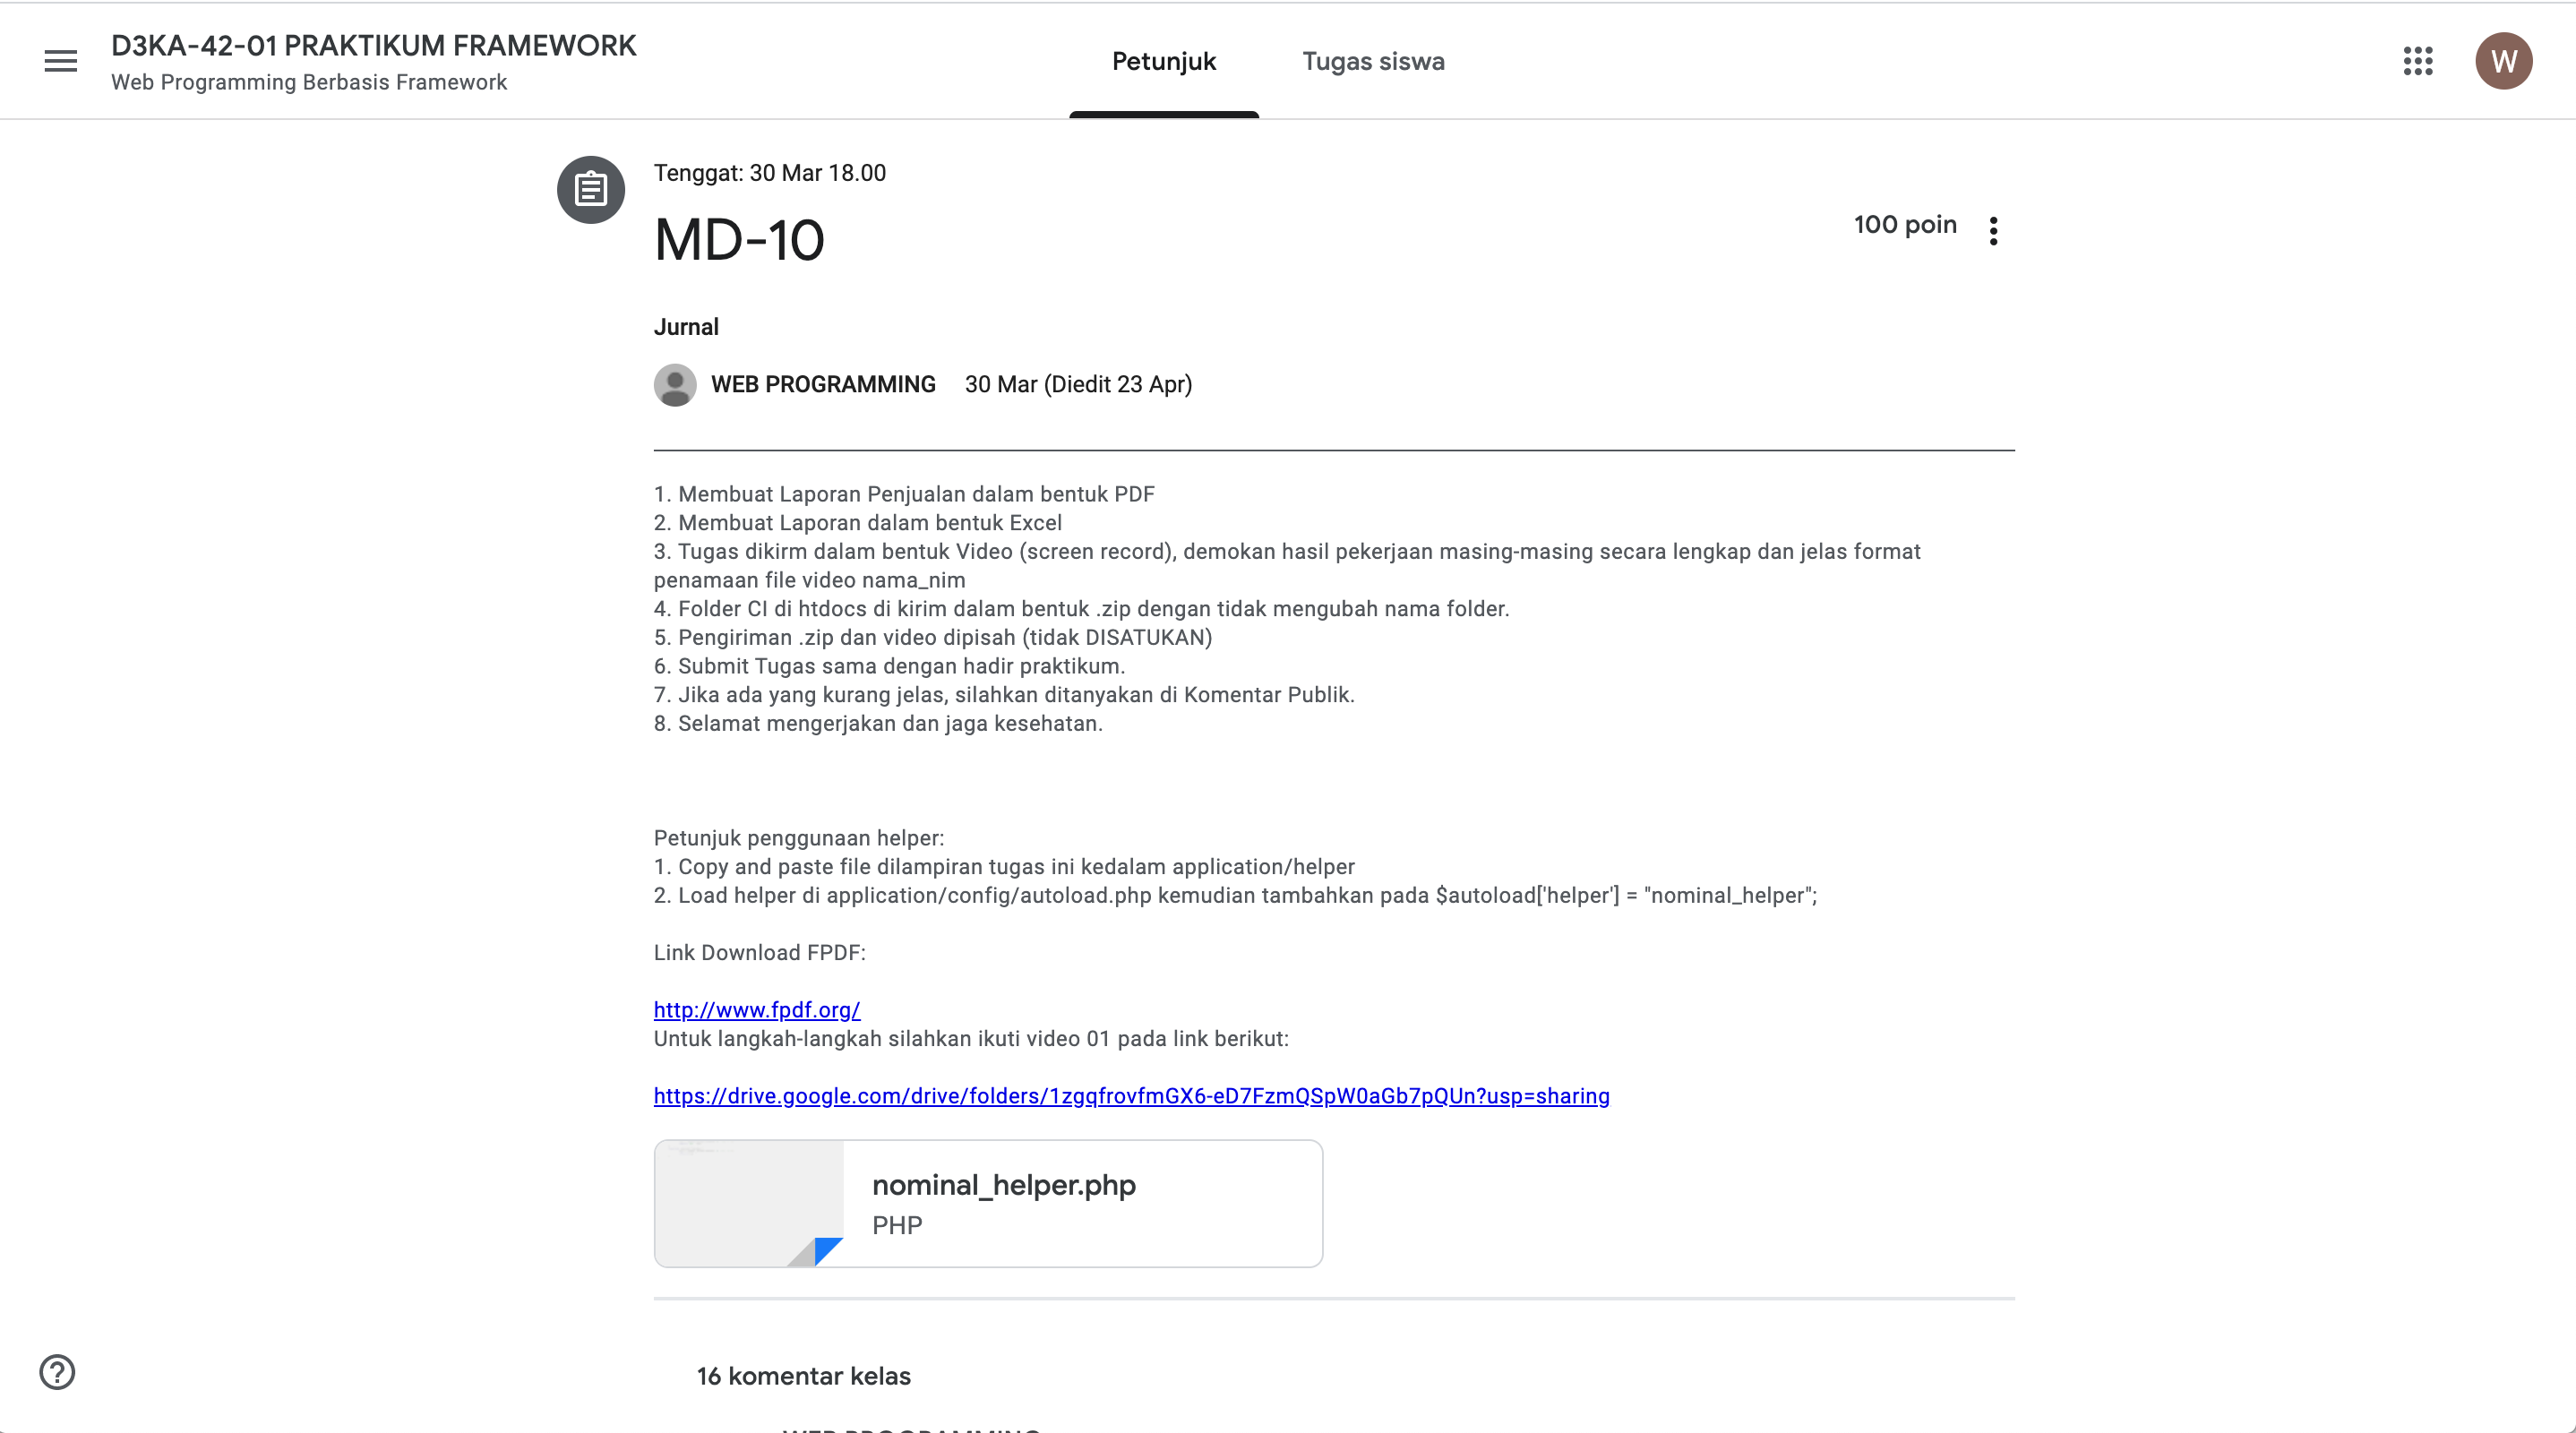 D3KA-42-01 PRAKTIKUM FRAMEWORK
Web Programming Berbasis Framework
Petunjuk
Tugas siswa
W
Tenggat: 30 Mar 18.00
MD-10
100 poin
Jurnal
WEB PROGRAMMING 30 Mar (Diedit 23 Apr)
1. Membuat Laporan Penjualan dalam bentuk PDF
2. Membuat Laporan dalam bentuk Excel
3. Tugas dikirm dalam bentuk Video (screen record), demokan hasil pekerjaan masing-masing secara lengkap dan jelas format
penamaan file video nama_nim
4. Folder CI di htdocs di kirim dalam bentuk .zip dengan tidak mengubah nama folder.
5. Pengiriman .zip dan video dipisah (tidak DISATUKAN)
6. Submit Tugas sama dengan hadir praktikum.
7. Jika ada yang kurang jelas, silahkan ditanyakan di Komentar Publik.
8. Selamat mengerjakan dan jaga kesehatan.
Petunjuk penggunaan helper:
1. Copy and paste file dilampiran tugas ini kedalam application/helper
2. Load helper di application/config/autoload.php kemudian tambahkan pada $autoload['helper'] = "nominal_helper";
Link Download FPDF:
http://www.fpdf.org/
Untuk langkah-langkah silahkan ikuti video 01 pada link berikut:
https://drive.google.com/drive/folders/1zgqfrovfmGX6-eD7FzmQSpW0aGb7pQUn?usp=sharing
nominal_helper.php
PHP
16 komentar kelas
WEB PROGRAMMING